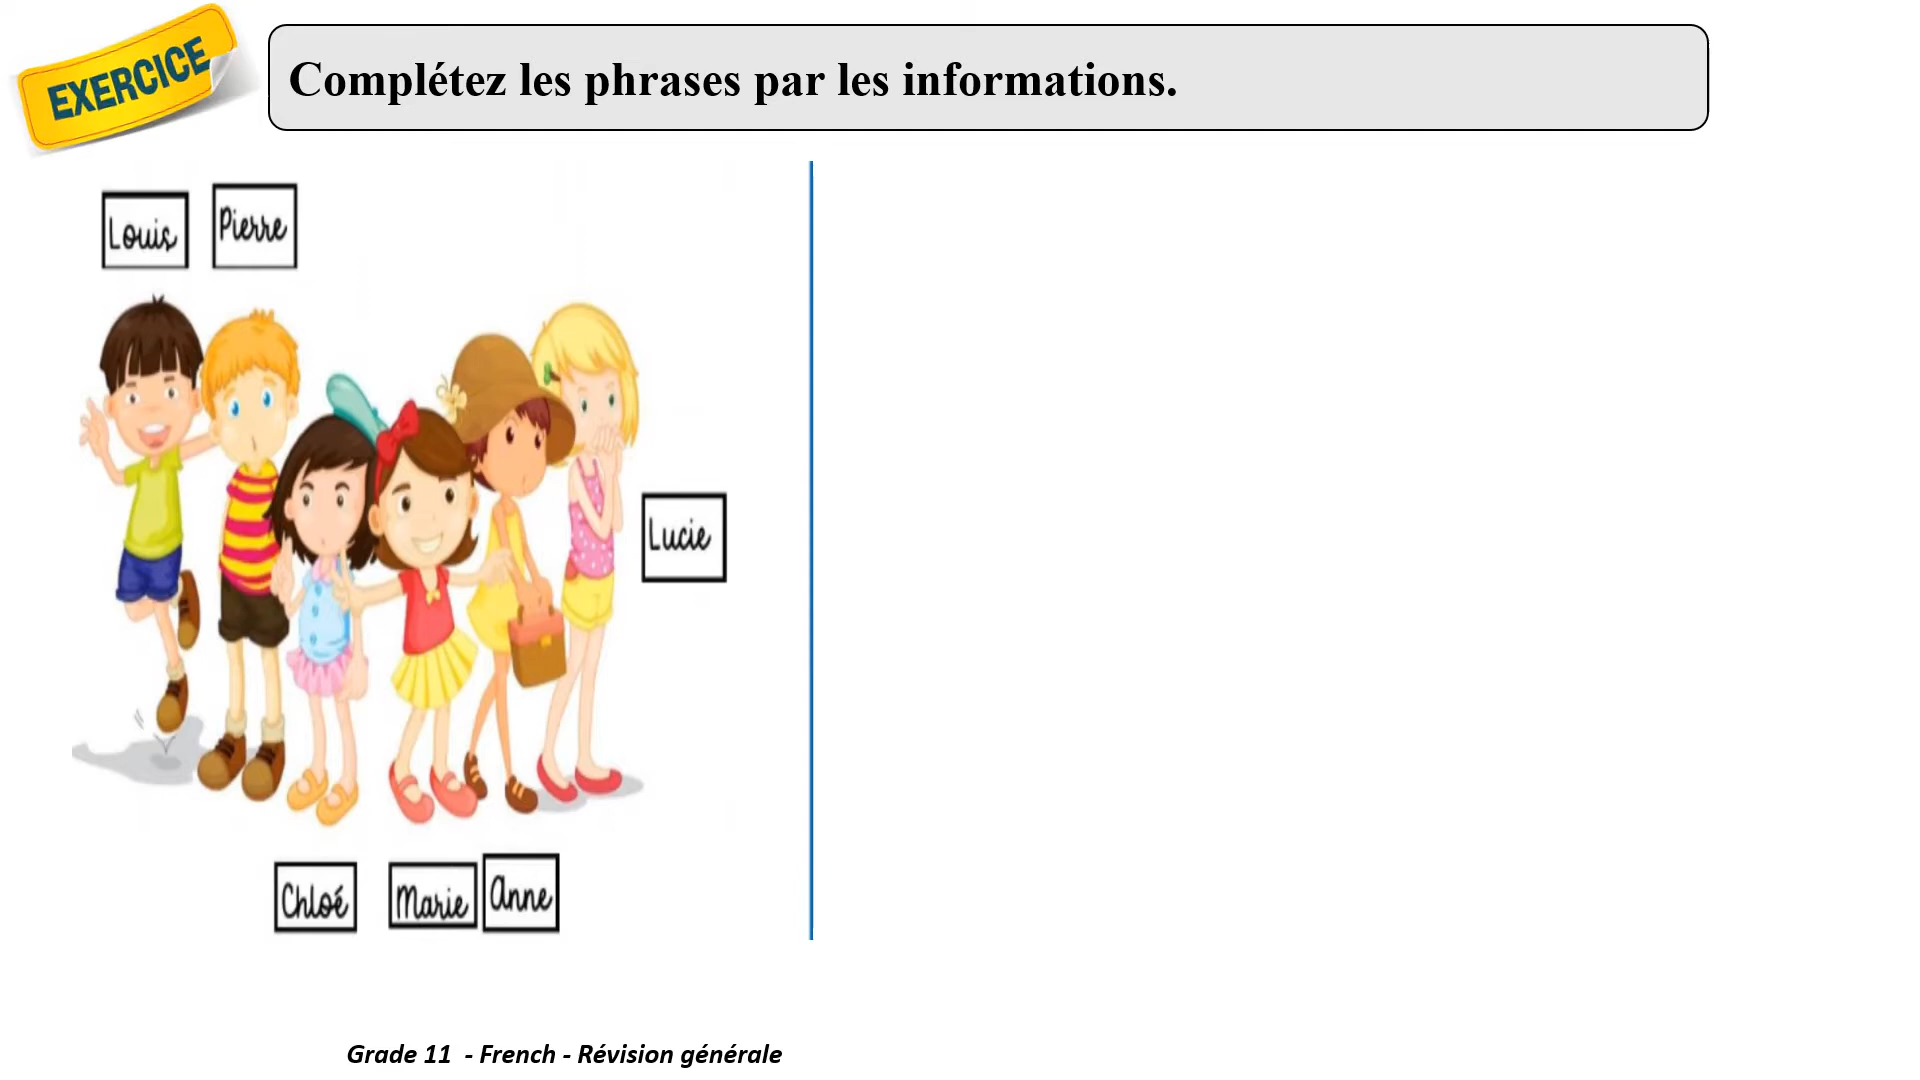 EXERCICE
Complétez les phrases par les informations.
Louis
Pierre
Lucie
Chloé
Marie
Anne
Grade 11 - French - Révision générale